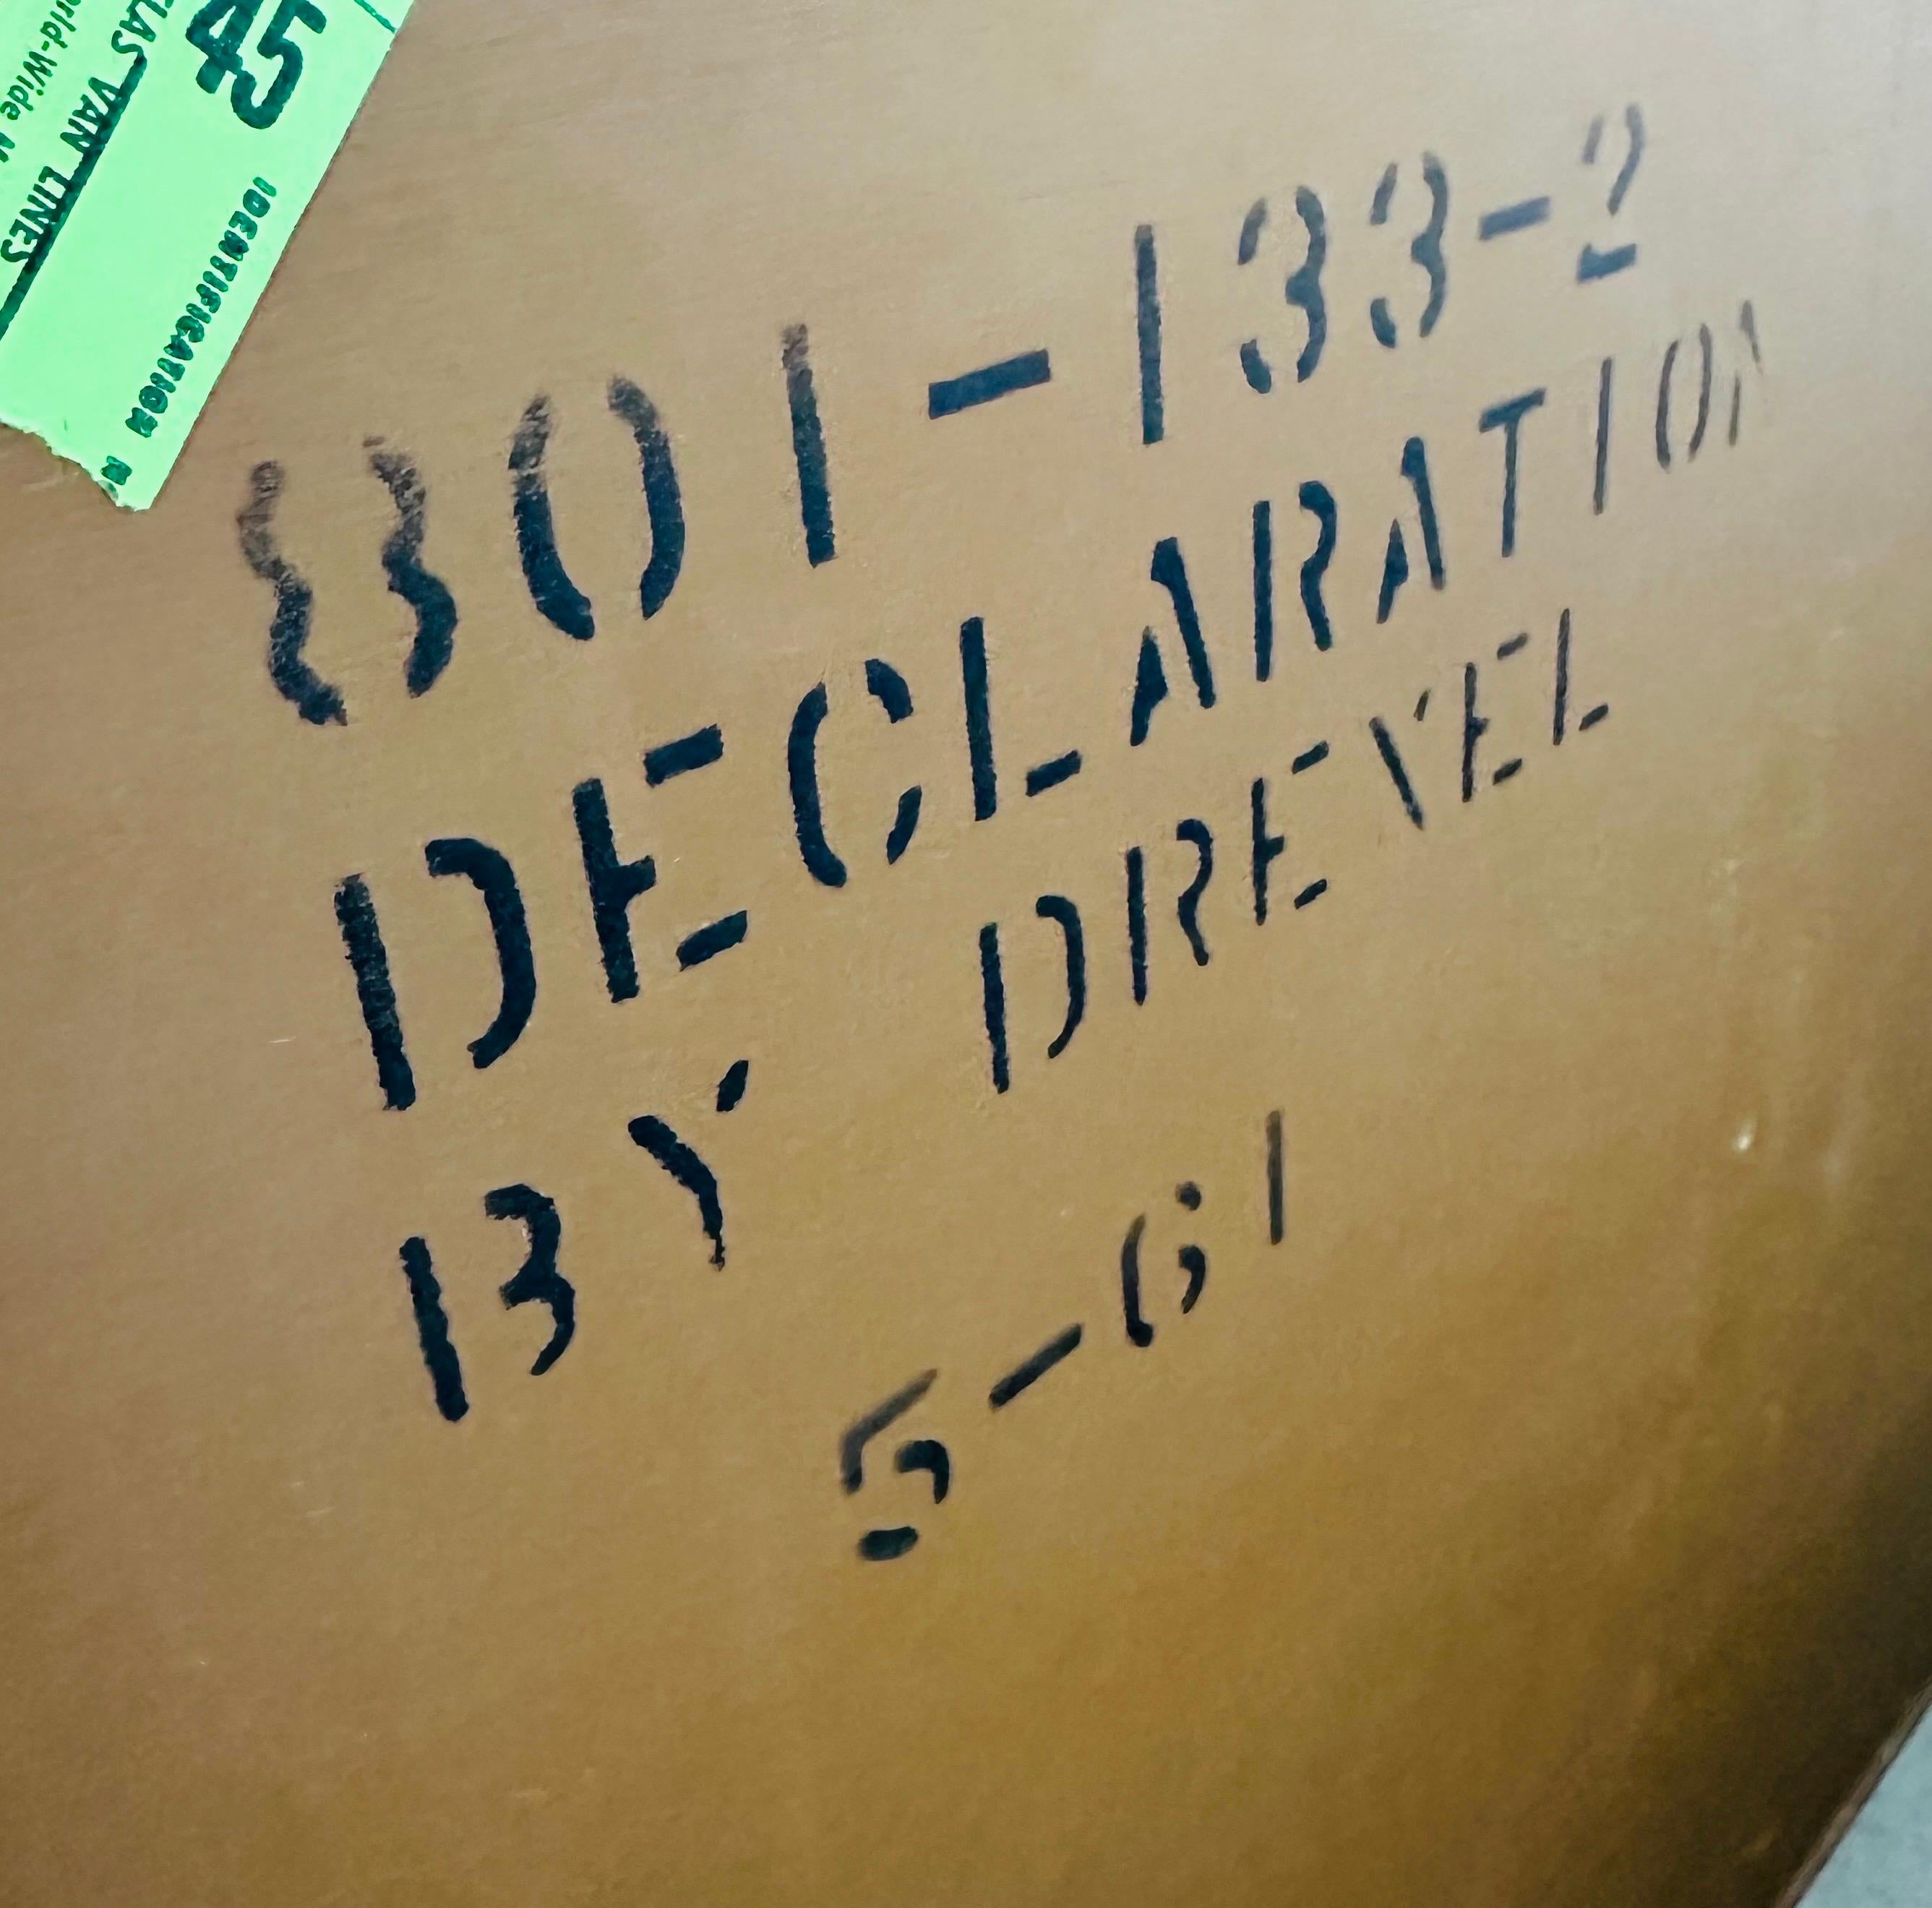 45
VAN LINES
IDENTIFICATION
801-133-2
DECLARATION
BY DREXEL
5-61